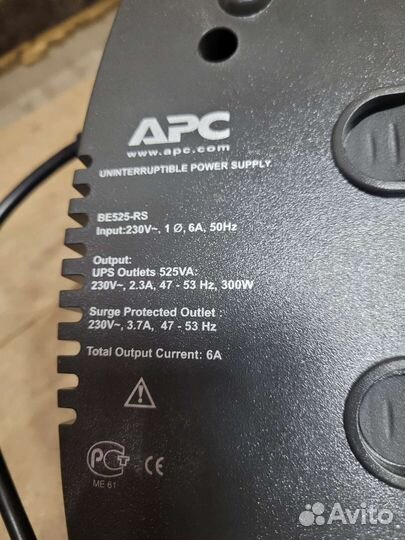 APC
www.apc.com
UNINTERRUPTIBLE POWER SUPPLY
BE525-RS
Input:230V~, 1 Ø, 6A, 50Hz
Output:
UPS Outlets 525VA:
230V~, 2.3A, 47 - 53 Hz, 300W
Surge Protected Outlet :
230V~, 3.7A, 47 - 53 Hz
Total Output Current: 6A
РСТ CE
ME 61
Avito